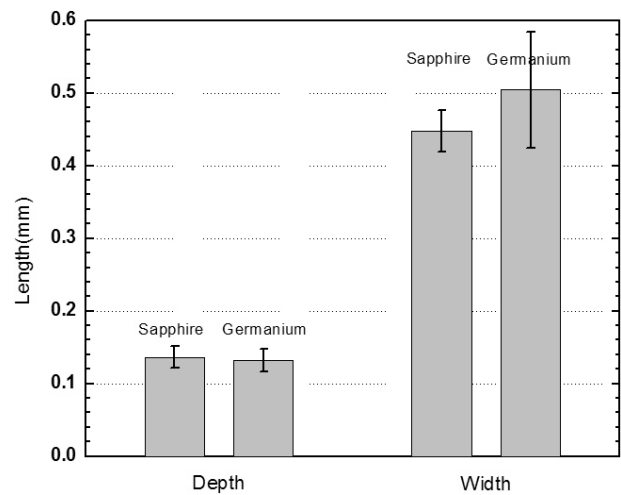 0.6
0.5
0.4
0.3
0.2
0.1
0.0
Length(mm)
Sapphire
Germanium
Sapphire
Germanium
Depth
Width